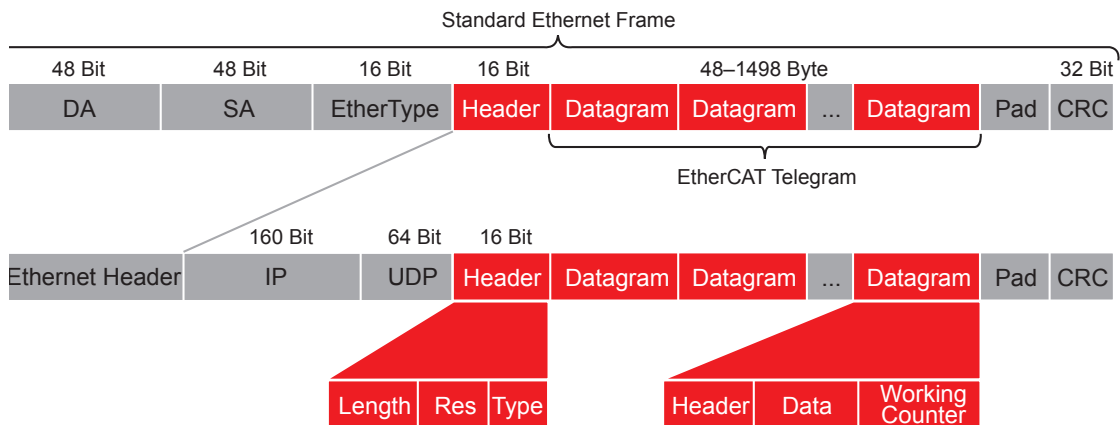 Standard Ethernet Frame
48 Bit 48 Bit 16 Bit 16 Bit 48–1498 Byte 32 Bit
DA SA EtherType Header Datagram Datagram ... Datagram Pad CRC
EtherCAT Telegram
160 Bit 64 Bit 16 Bit
Ethernet Header IP UDP Header Datagram Datagram ... Datagram Pad CRC
Length Res Type Header Data Working
Counter